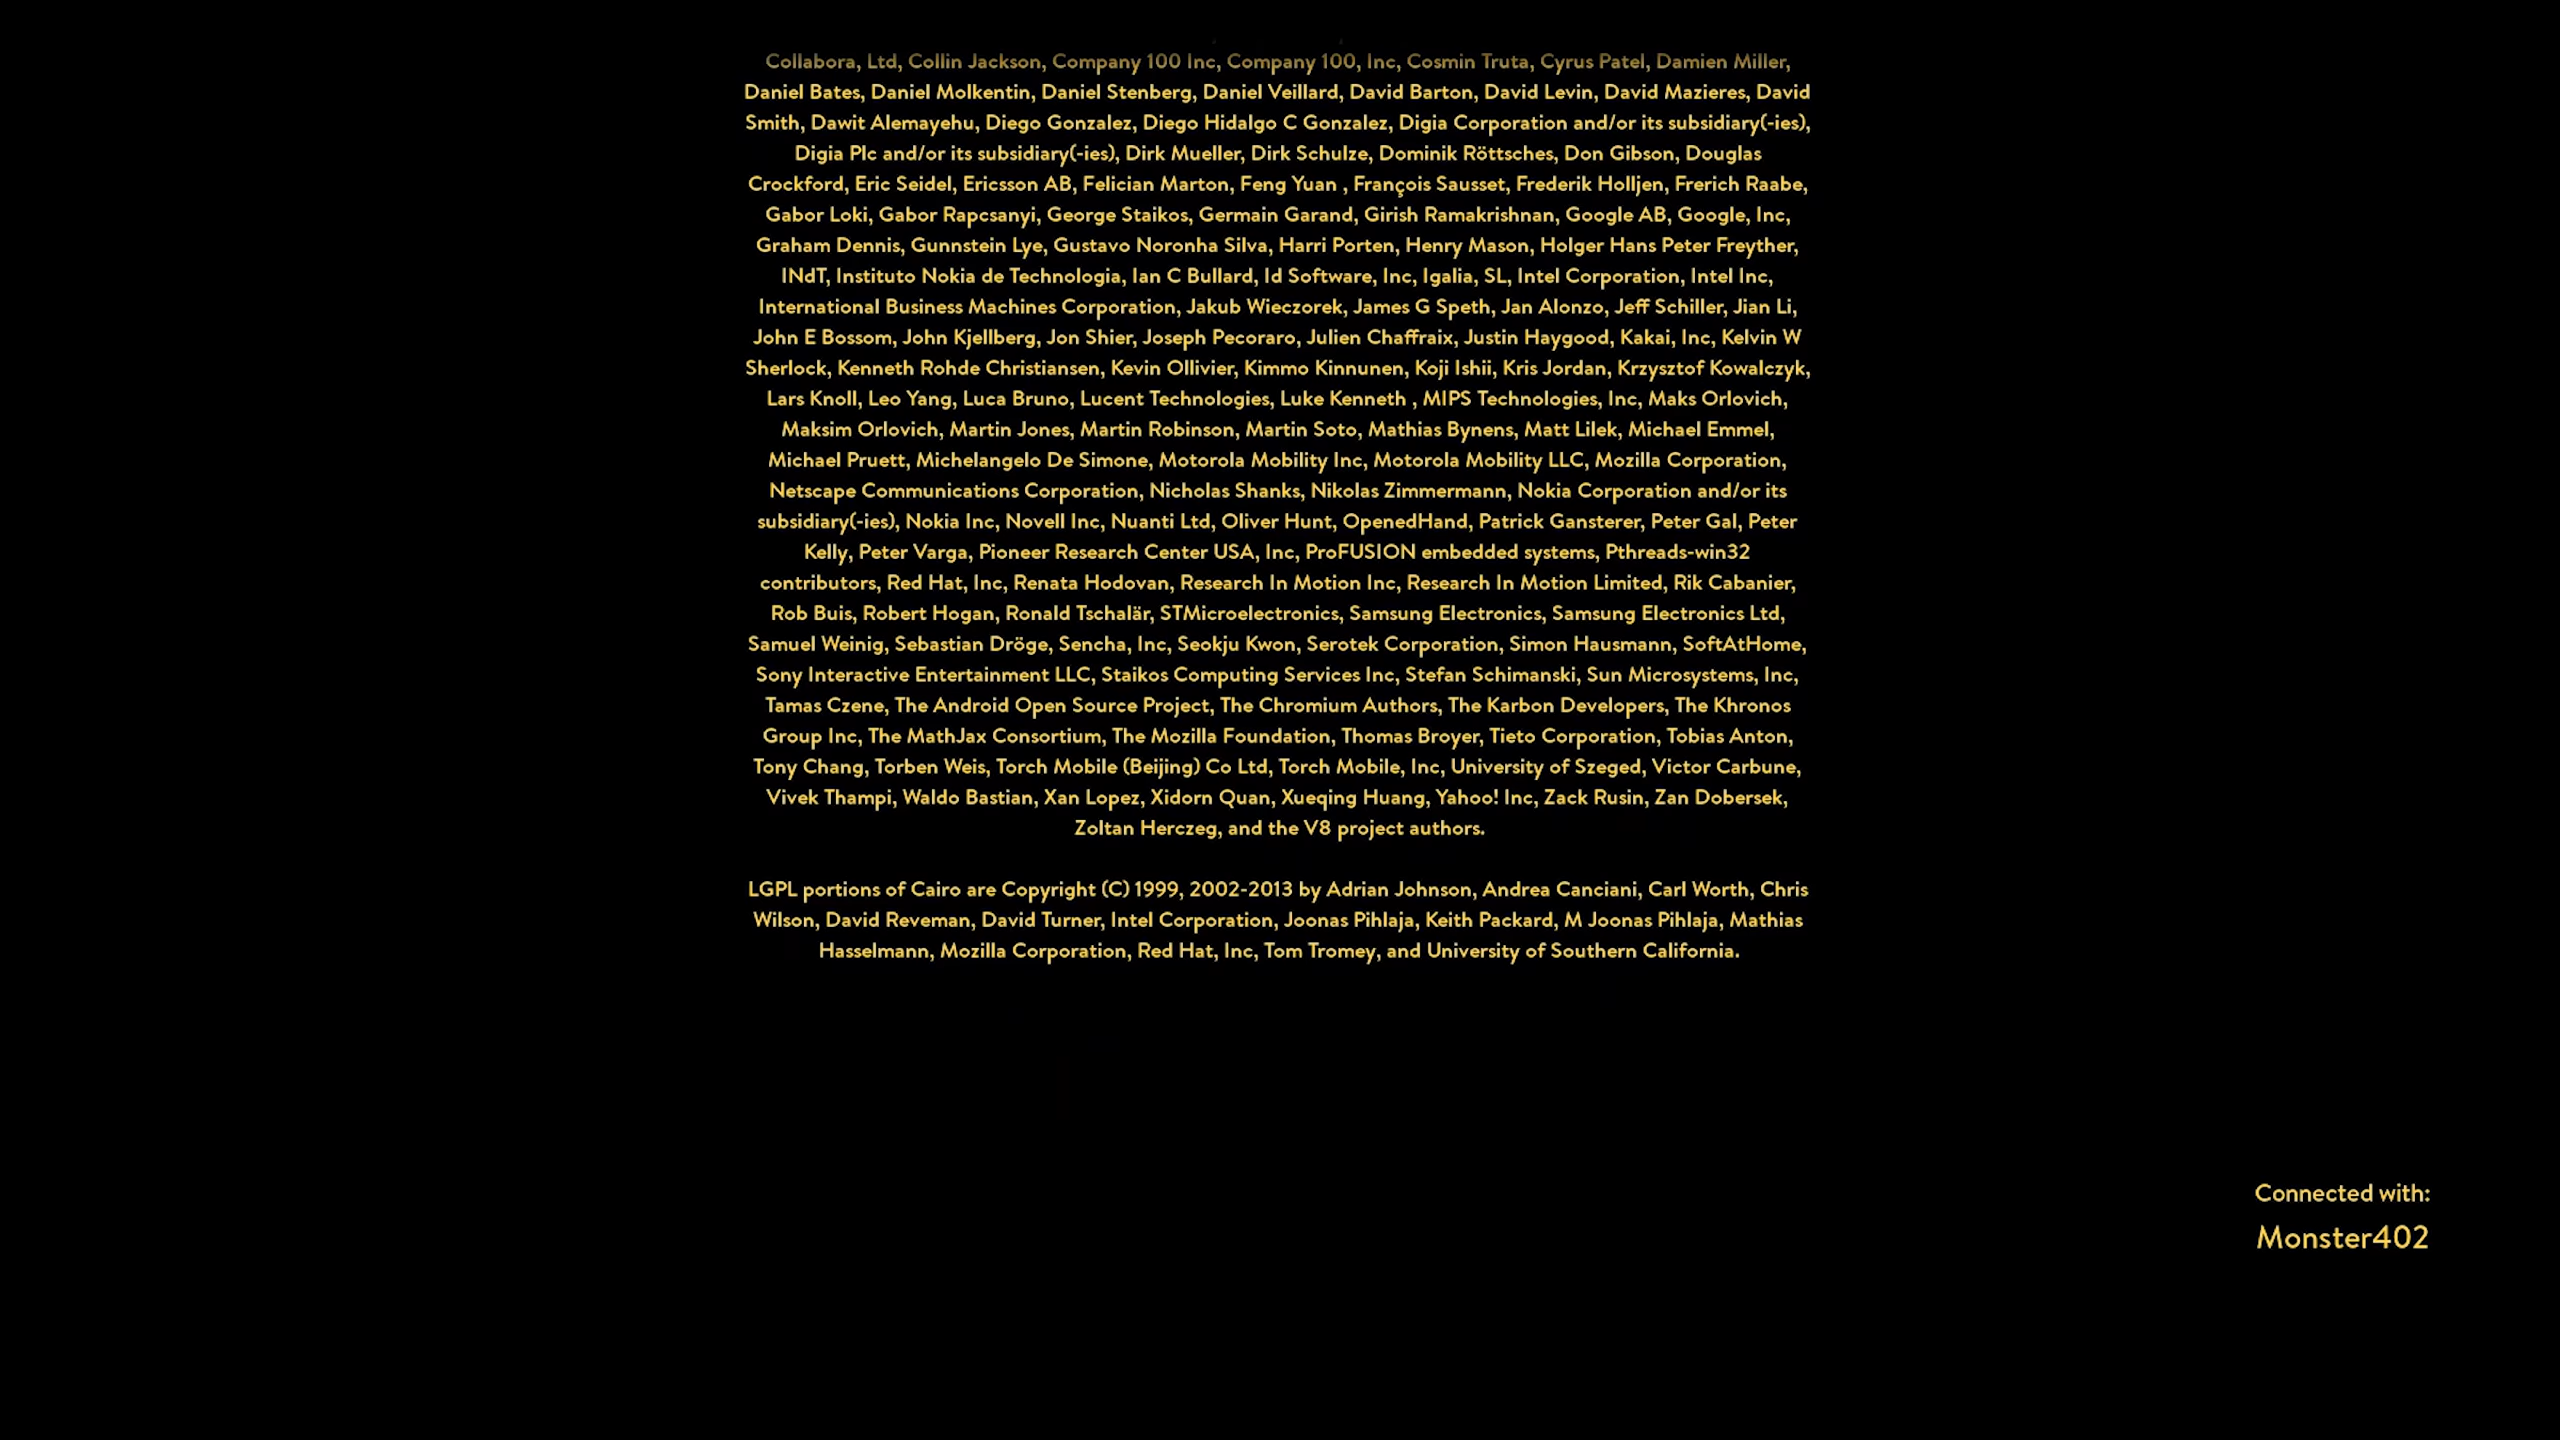 Collabora, Ltd, Collin Jackson, Company 100 Inc, Company 100, Inc, Cosmin Truta, Cyrus Patel, Damien Miller,
Daniel Bates, Daniel Molkentin, Daniel Stenberg, Daniel Veillard, David Barton, David Levin, David Mazieres, David
Smith, Dawit Alemayehu, Diego Gonzalez, Diego Hidalgo C Gonzalez, Digia Corporation and/or its subsidiary(-ies),
Digia Plc and/or its subsidiary(-ies), Dirk Mueller, Dirk Schulze, Dominik Röttsches, Don Gibson, Douglas
Crockford, Eric Seidel, Ericsson AB, Felician Marton, Feng Yuan , François Sausset, Frederik Holljen, Frerich Raabe,
Gabor Loki, Gabor Rapcsanyi, George Staikos, Germain Garand, Girish Ramakrishnan, Google AB, Google, Inc,
Graham Dennis, Gunnstein Lye, Gustavo Noronha Silva, Harri Porten, Henry Mason, Holger Hans Peter Freyther,
INdT, Instituto Nokia de Technologia, Ian C Bullard, Id Software, Inc, Igalia, SL, Intel Corporation, Intel Inc,
International Business Machines Corporation, Jakub Wieczorek, James G Speth, Jan Alonzo, Jeff Schiller, Jian Li,
John E Bossom, John Kjellberg, Jon Shier, Joseph Pecoraro, Julien Chaffraix, Justin Haygood, Kakai, Inc, Kelvin W
Sherlock, Kenneth Rohde Christiansen, Kevin Ollivier, Kimmo Kinnunen, Koji Ishii, Kris Jordan, Krzysztof Kowalczyk,
Lars Knoll, Leo Yang, Luca Bruno, Lucent Technologies, Luke Kenneth , MIPS Technologies, Inc, Maks Orlovich,
Maksim Orlovich, Martin Jones, Martin Robinson, Martin Soto, Mathias Bynens, Matt Lilek, Michael Emmel,
Michael Pruett, Michelangelo De Simone, Motorola Mobility Inc, Motorola Mobility LLC, Mozilla Corporation,
Netscape Communications Corporation, Nicholas Shanks, Nikolas Zimmermann, Nokia Corporation and/or its
subsidiary(-ies), Nokia Inc, Novell Inc, Nuanti Ltd, Oliver Hunt, OpenedHand, Patrick Gansterer, Peter Gal, Peter
Kelly, Peter Varga, Pioneer Research Center USA, Inc, ProFUSION embedded systems, Pthreads-win32
contributors, Red Hat, Inc, Renata Hodovan, Research In Motion Inc, Research In Motion Limited, Rik Cabanier,
Rob Buis, Robert Hogan, Ronald Tschalär, STMicroelectronics, Samsung Electronics, Samsung Electronics Ltd,
Samuel Weinig, Sebastian Dröge, Sencha, Inc, Seokju Kwon, Serotek Corporation, Simon Hausmann, SoftAtHome,
Sony Interactive Entertainment LLC, Staikos Computing Services Inc, Stefan Schimanski, Sun Microsystems, Inc,
Tamas Czene, The Android Open Source Project, The Chromium Authors, The Karbon Developers, The Khronos
Group Inc, The MathJax Consortium, The Mozilla Foundation, Thomas Broyer, Tieto Corporation, Tobias Anton,
Tony Chang, Torben Weis, Torch Mobile (Beijing) Co Ltd, Torch Mobile, Inc, University of Szeged, Victor Carbune,
Vivek Thampi, Waldo Bastian, Xan Lopez, Xidorn Quan, Xueqing Huang, Yahoo! Inc, Zack Rusin, Zan Dobersek,
Zoltan Herczeg, and the V8 project authors.
LGPL portions of Cairo are Copyright (C) 1999, 2002-2013 by Adrian Johnson, Andrea Canciani, Carl Worth, Chris
Wilson, David Reveman, David Turner, Intel Corporation, Joonas Pihlaja, Keith Packard, M Joonas Pihlaja, Mathias
Hasselmann, Mozilla Corporation, Red Hat, Inc, Tom Tromey, and University of Southern California.
Connected with:
Monster402